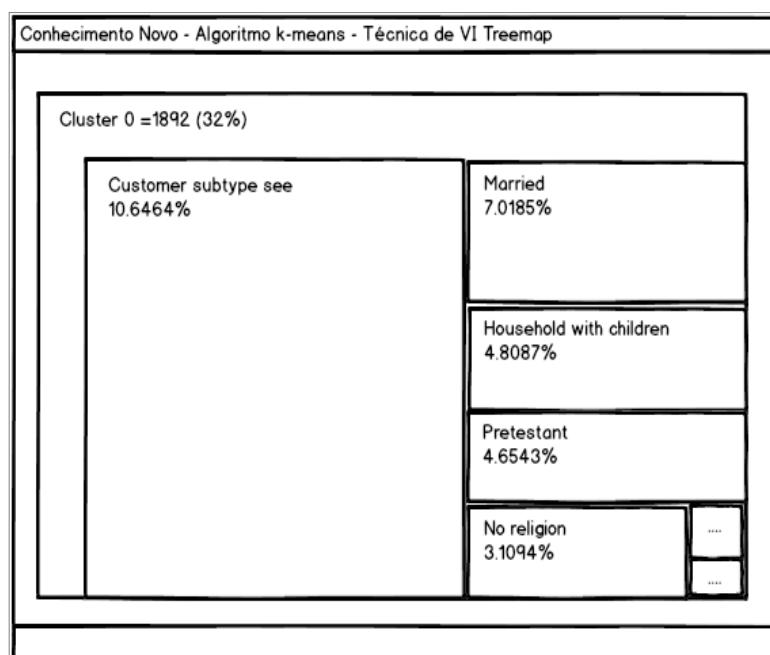 Conhecimento Novo - Algoritmo k-means - Técnica de VI Treemap
Cluster 0 =1892 (32%)
Customer subtype see
10.6464%
Married
7.0185%
Household with children
4.8087%
Pretestant
4.6543%
No religion
3.1094%
....
....